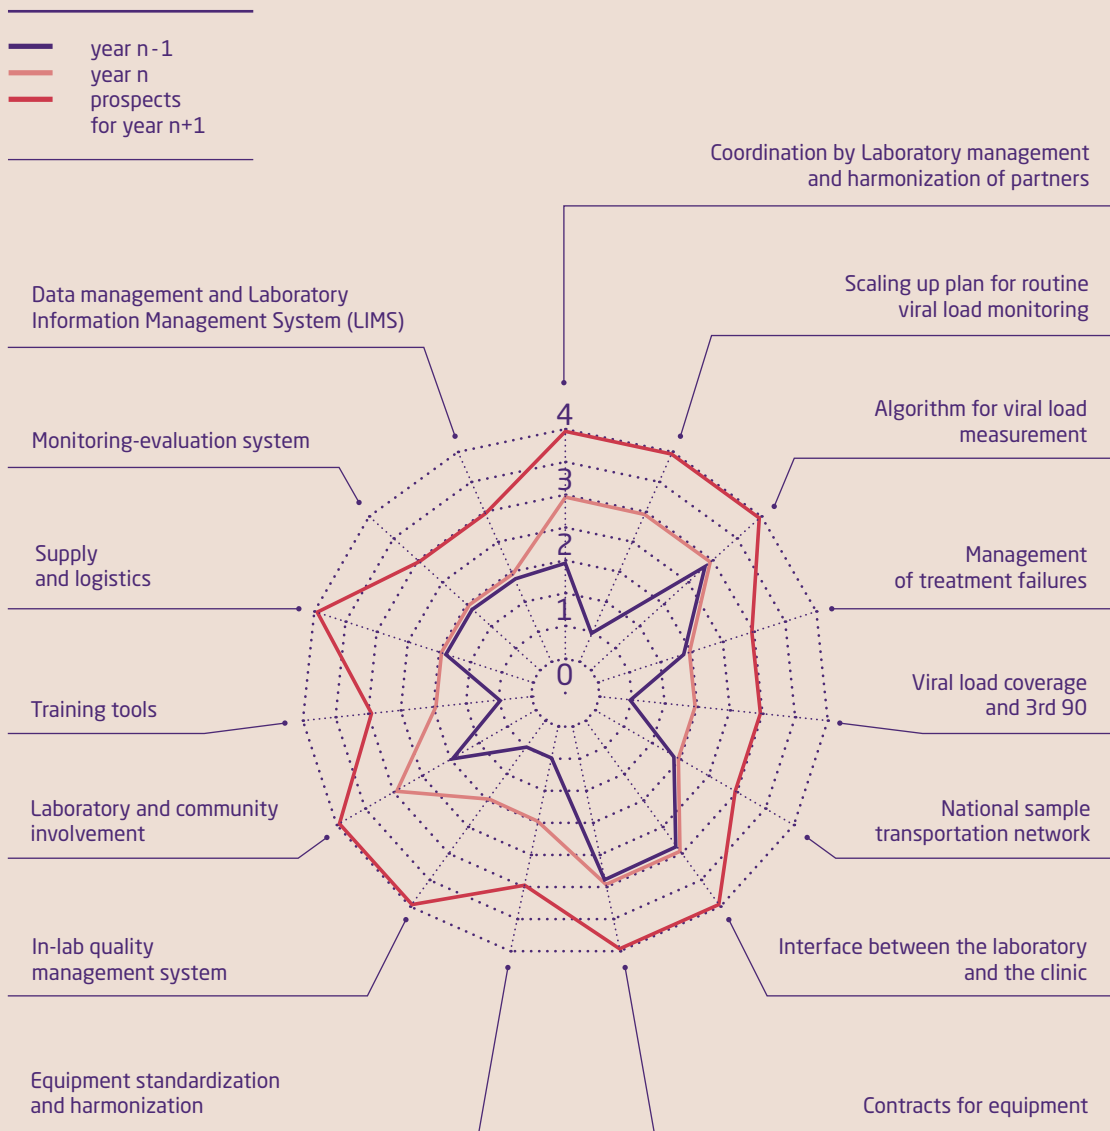 year n-1
year n
prospects
for year n+1
Coordination by Laboratory management
and harmonization of partners
Data management and Laboratory
Information Management System (LIMS)
Scaling up plan for routine
viral load monitoring
Monitoring-evaluation system
Algorithm for viral load
measurement
4
3
2
1
0
Supply
and logistics
Management
of treatment failures
Training tools
Viral load coverage
and 3rd 90
Laboratory and community
involvement
National sample
transportation network
In-lab quality
management system
Interface between the laboratory
and the clinic
Equipment standardization
and harmonization
Contracts for equipment